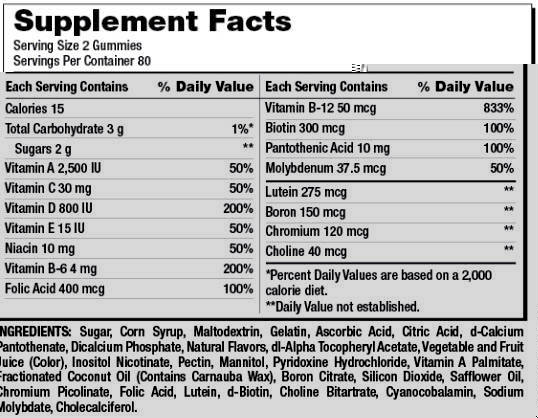 Supplement Facts
Serving Size 2 Gummies
Servings Per Container 80
Each Serving Contains % Daily Value
Calories 15
Total Carbohydrate 3 g 1%*
Sugars 2 g **
Vitamin A 2,500 IU 50%
Vitamin C 30 mg 50%
Vitamin D 800 IU 200%
Vitamin E 15 IU 50%
Niacin 10 mg 50%
Vitamin B-6 4 mg 200%
Folic Acid 400 mcg 100%
Each Serving Contains % Daily Value
Vitamin B-12 50 mcg 833%
Biotin 300 mcg 100%
Pantothenic Acid 10 mg 100%
Molybdenum 37.5 mcg 50%
Lutein 275 mcg **
Boron 150 mcg **
Chromium 120 mcg **
Choline 40 mcg **
*Percent Daily Values are based on a 2,000
calorie diet.
**Daily Value not established.
NGREDIENTS: Sugar, Corn Syrup, Maltodextrin, Gelatin, Ascorbic Acid, Citric Acid, d-Calcium
Pantothenate, Dicalcium Phosphate, Natural Flavors, dl-Alpha Tocopheryl Acetate, Vegetable and Fruit
Juice (Color), Inositol Nicotinate, Pectin, Mannitol, Pyridoxine Hydrochloride, Vitamin A Palmitate,
Fractionated Coconut Oil (Contains Carnauba Wax), Boron Citrate, Silicon Dioxide, Safflower Oil,
Chromium Picolinate, Folic Acid, Lutein, d-Biotin, Choline Bitartrate, Cyanocobalamin, Sodium
Molybdate, Cholecalciferol.